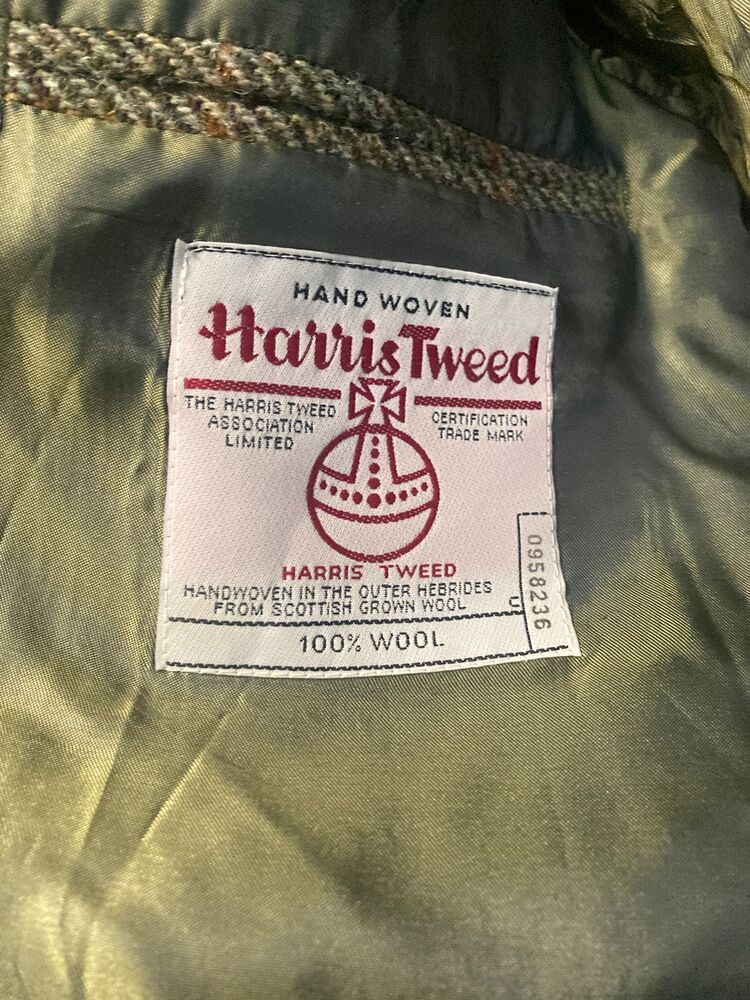 HAND WOVEN
Harris Tweed
THE HARRIS TWEED
ASSOCIATION
LIMITED
CERTIFICATION
TRADE MARK
HARRIS TWEED
HANDWOVEN IN THE OUTER HEBRIDES
FROM SCOTTISH GROWN WOOL
100% WOOL
0958236